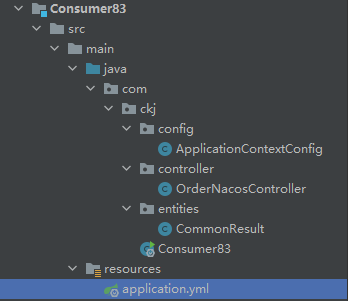 Consumer83
src
main
java
com
ckj
config
ApplicationContextConfig
controller
OrderNacosController
entities
CommonResult
Consumer83
resources
application.yml